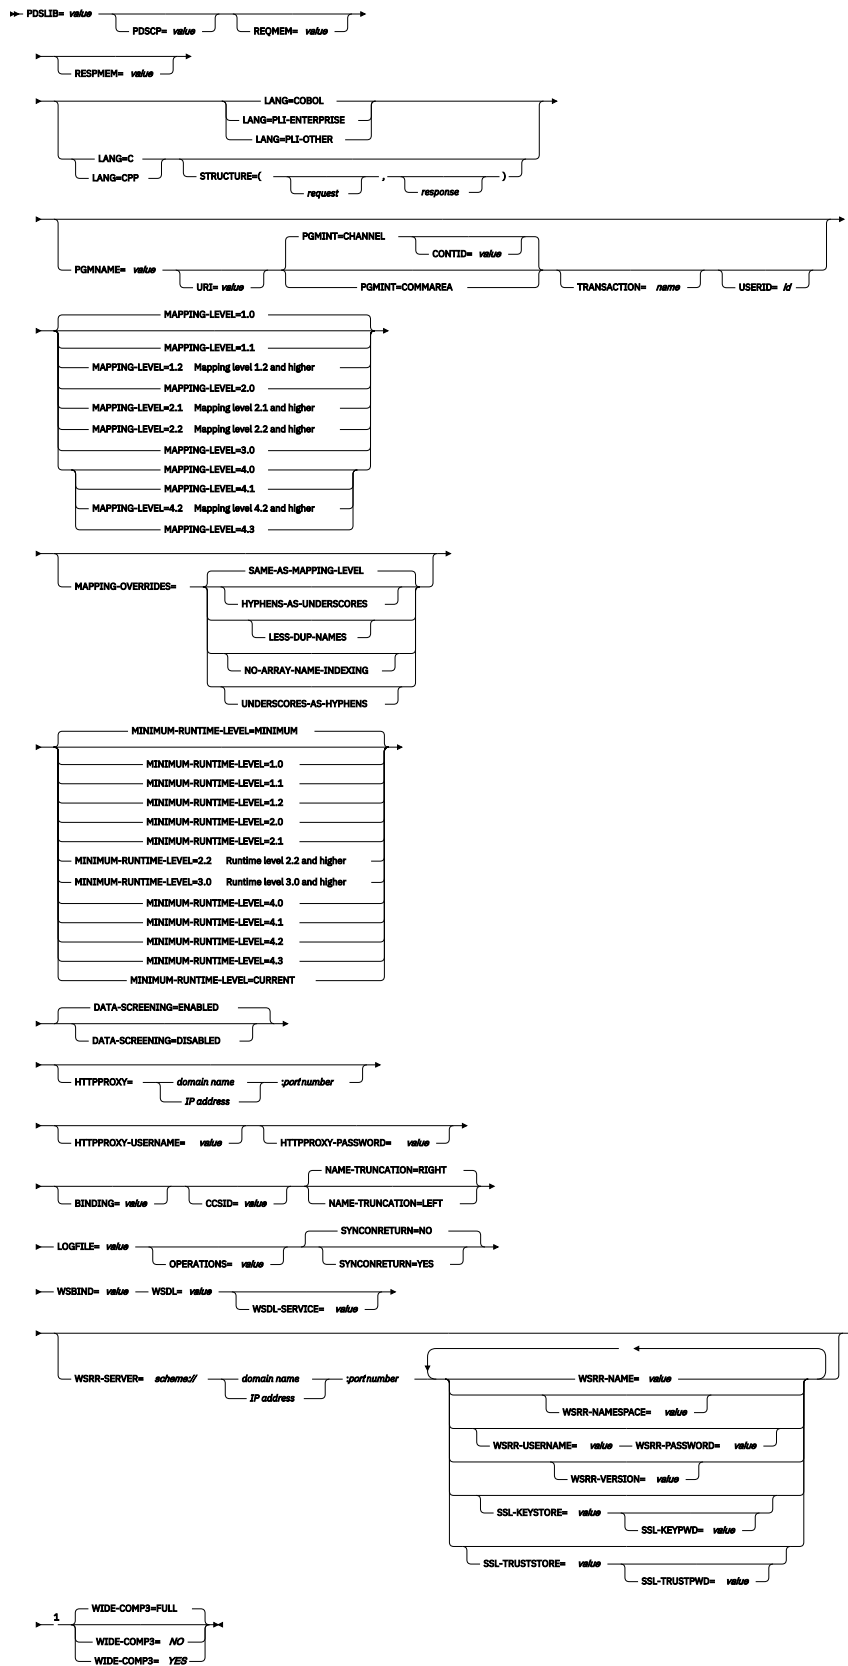 PDSLIB= value
PDSCP= value REQMEM= value
RESPMEM= value
LANG=COBOL
LANG=PLI-ENTERPRISE
LANG=PLI-OTHER
LANG=C
LANG=CPP STRUCTURE=( request , response )
PGMINT=CHANNEL
CONTID= value
PGMNAME= value
URI= value PGMINT=COMMAREA TRANSACTION= name USERID= id
MAPPING-LEVEL=1.0
MAPPING-LEVEL=1.1
MAPPING-LEVEL=1.2 Mapping level 1.2 and higher
MAPPING-LEVEL=2.0
MAPPING-LEVEL=2.1 Mapping level 2.1 and higher
MAPPING-LEVEL=2.2 Mapping level 2.2 and higher
MAPPING-LEVEL=3.0
MAPPING-LEVEL=4.0
MAPPING-LEVEL=4.1
MAPPING-LEVEL=4.2 Mapping level 4.2 and higher
MAPPING-LEVEL=4.3
SAME-AS-MAPPING-LEVEL
MAPPING-OVERRIDES=
HYPHENS-AS-UNDERSCORES
LESS-DUP-NAMES
NO-ARRAY-NAME-INDEXING
UNDERSCORES-AS-HYPHENS
MINIMUM-RUNTIME-LEVEL=MINIMUM
MINIMUM-RUNTIME-LEVEL=1.0
MINIMUM-RUNTIME-LEVEL=1.1
MINIMUM-RUNTIME-LEVEL=1.2
MINIMUM-RUNTIME-LEVEL=2.0
MINIMUM-RUNTIME-LEVEL=2.1
MINIMUM-RUNTIME-LEVEL=2.2 Runtime level 2.2 and higher
MINIMUM-RUNTIME-LEVEL=3.0 Runtime level 3.0 and higher
MINIMUM-RUNTIME-LEVEL=4.0
MINIMUM-RUNTIME-LEVEL=4.1
MINIMUM-RUNTIME-LEVEL=4.2
MINIMUM-RUNTIME-LEVEL=4.3
MINIMUM-RUNTIME-LEVEL=CURRENT
DATA-SCREENING=ENABLED
DATA-SCREENING=DISABLED
HTTPPROXY= domain name :port number
IP address
HTTPPROXY-USERNAME= value HTTPPROXY-PASSWORD= value
NAME-TRUNCATION=RIGHT
BINDING= value CCSID= value NAME-TRUNCATION=LEFT
SYNCONRETURN=NO
LOGFILE= value
OPERATIONS= value SYNCONRETURN=YES
WSBIND= value WSDL= value
WSDL-SERVICE= value
WSRR-SERVER= scheme:// domain name :port number WSRR-NAME= value
IP address
WSRR-NAMESPACE= value
WSRR-USERNAME= value WSRR-PASSWORD= value
WSRR-VERSION= value
SSL-KEYSTORE= value
SSL-KEYPWD= value
SSL-TRUSTSTORE= value
SSL-TRUSTPWD= value
WIDE-COMP3=FULL
1
WIDE-COMP3= NO
WIDE-COMP3= YES